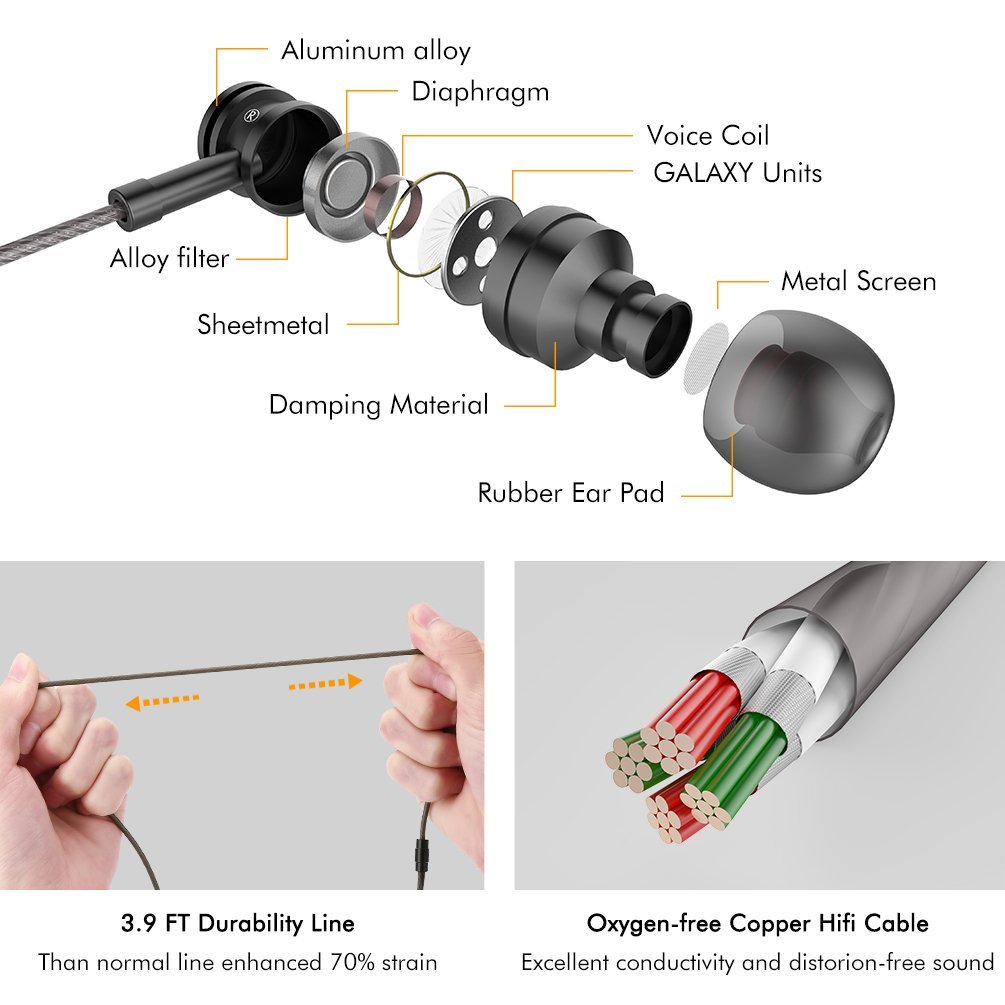 Aluminum alloy
Diaphragm
®
Voice Coil
GALAXY Units
Alloy filter
Metal Screen
Sheetmetal
Damping Material
Rubber Ear Pad
3.9 FT Durability Line
Than normal line enhanced 70% strain
Oxygen-free Copper Hifi Cable
Excellent conductivity and distorion-free sound